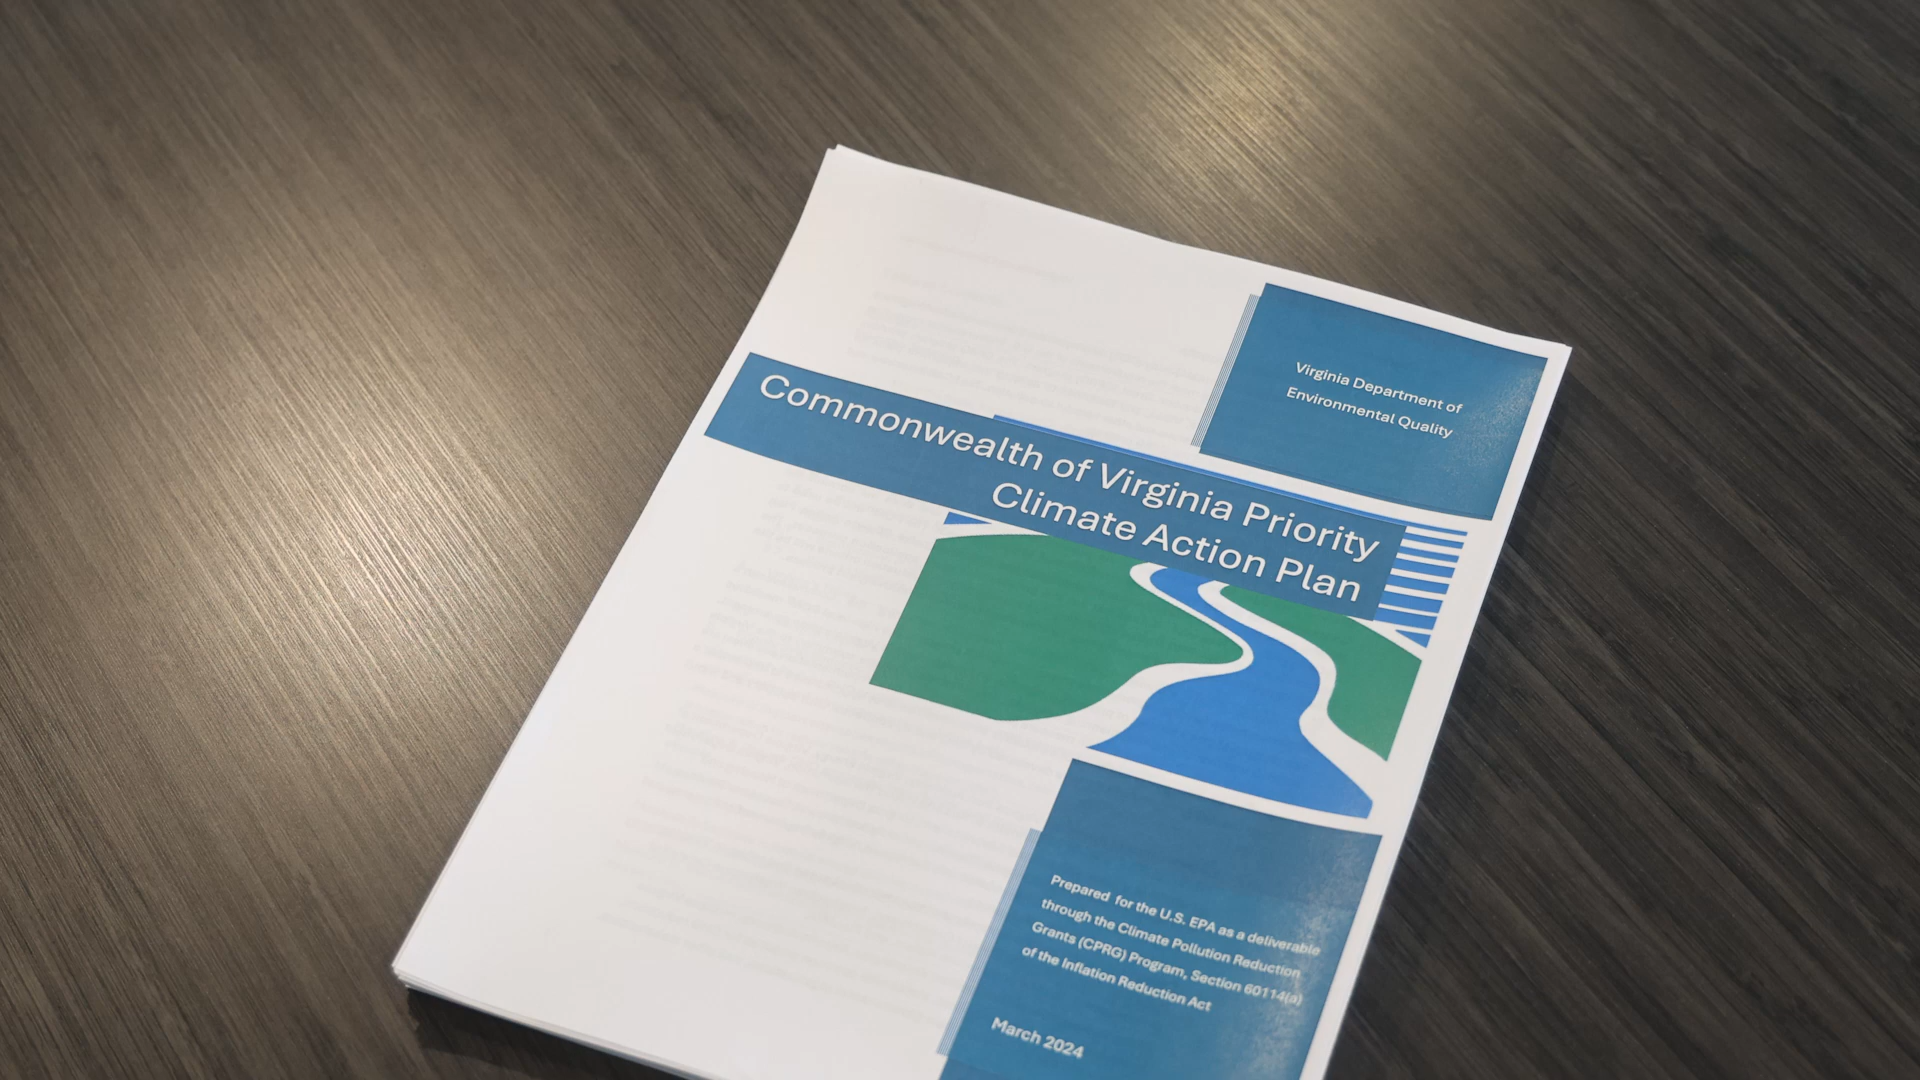 Virginia Department of
Environmental Quality
Commonwealth of Virginia Priority
Climate Action Plan
Prepared for the U.S. EPA as a deliverable
through the Climate Pollution Reduction
Grants (CPRG) Program, Section 60114(a)
of the Inflation Reduction Act
March 2024